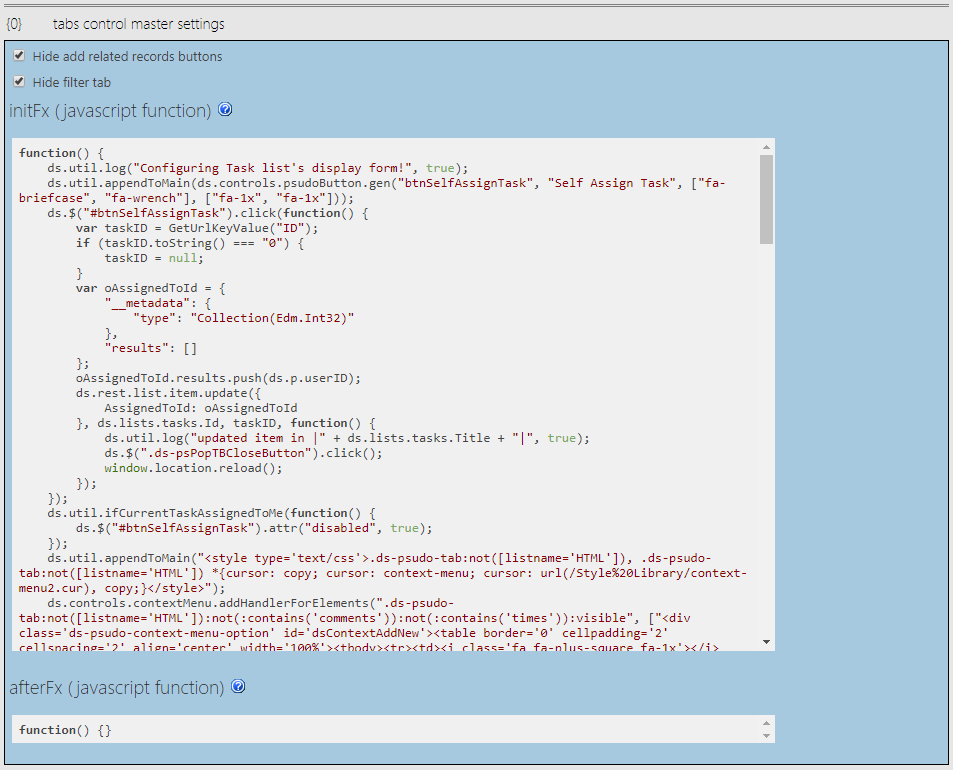 {0} tabs control master settings
Hide add related records buttons
Hide filter tab
initFx (javascript function)
function() {
    ds.util.log("Configuring Task list's display form!", true);
    ds.util.appendToMain(ds.controls.psudoButton.gen("btnSelfAssignTask", "Self Assign Task", ["fa-
briefcase", "fa-wrench"], ["fa-1x", "fa-1x"]));
    ds.$("#btnSelfAssignTask").click(function() {
        var taskID = GetUrlKeyValue("ID");
        if (taskID.toString() === "0") {
            taskID = null;
        }
        var oAssignedToId = {
            "__metadata": {
                "type": "Collection(Edm.Int32)"
            },
            "results": []
        };
        oAssignedToId.results.push(ds.p.userID);
        ds.rest.list.item.update({
            AssignedToId: oAssignedToId
        }, ds.lists.tasks.Id, taskID, function() {
            ds.util.log("updated item in |" + ds.lists.tasks.Title + "|", true);
            ds.$(".ds-psPopTBCloseButton").click();
            window.location.reload();
        });
    });
    ds.util.ifCurrentTaskAssignedToMe(function() {
        ds.$("#btnSelfAssignTask").attr("disabled", true);
    });
    ds.util.appendToMain("<style type='text/css'>.ds-psudo-tab:not([listname='HTML']), .ds-psudo-
tab:not([listname='HTML']) *{cursor: copy; cursor: context-menu; cursor: url(/Style%20Library/context-
menu2.cur), copy;}</style>");
    ds.controls.contextMenu.addHandlerForElements(".ds-psudo-
tab:not([listname='HTML']):not(:contains('comments')):not(:contains('times')):visible", ["<div
class='ds-psudo-context-menu-option' id='dsContextAddNew'><table border='0' cellpadding='2'
cellspacing='2' align='center' width='100%'><tbody><tr><td><i class='fa fa-plus-square fa-1x'></i>
afterFx (javascript function)
function() {}